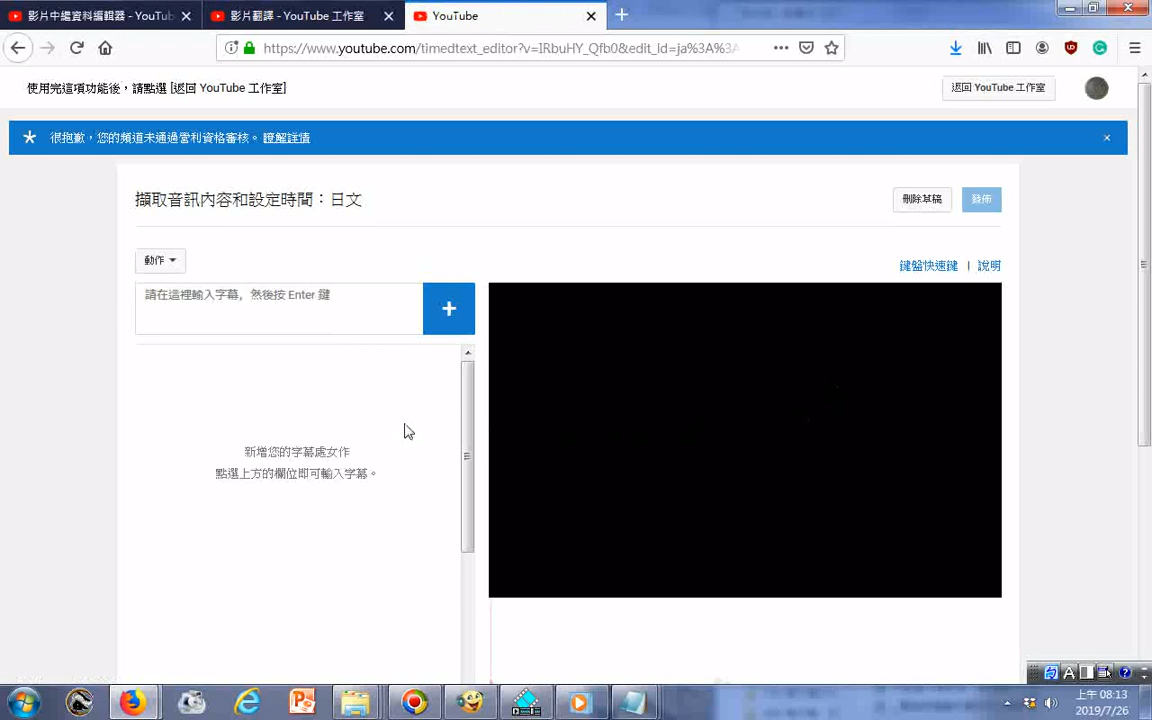 影片中繼資料編輯器 - YouTub
影片翻譯 - YouTube 工作室
YouTube
https://www.youtube.com/timedtext_editor?v=IRbuHY_Qfb0&edit_id=ja%3A%3A
使用完這項功能後，請點選 [返回 YouTube 工作室]
返回 YouTube 工作室
很抱歉，您的頻道未通過營利資格審核。 瞭解詳情
擷取音訊內容和設定時間：日文
刪除草稿
發佈
動作
鍵盤快速鍵 | 說明
請在這裡輸入字幕，然後按 Enter 鍵
+
新增您的字幕處女作
點選上方的欄位即可輸入字幕。
上午 08:13
2019/7/26